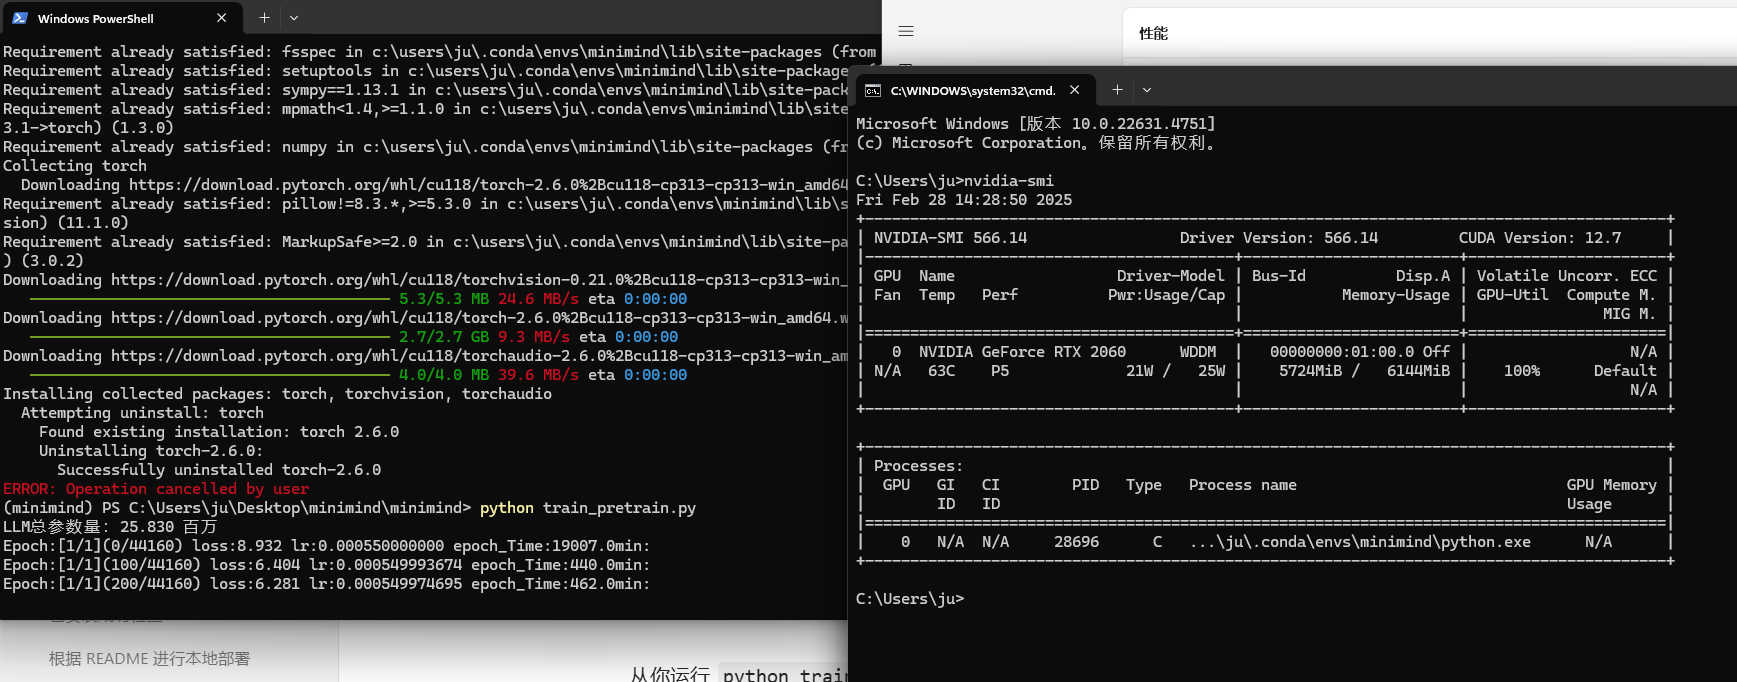 Windows PowerShell
Requirement already satisfied: fsspec in c:\users\ju\.conda\envs\minimind\lib\site-packages (from
Requirement already satisfied: setuptools in c:\users\ju\.conda\envs\minimind\lib\site-package
Requirement already satisfied: sympy==1.13.1 in c:\users\ju\.conda\envs\minimind\lib\site-pack
Requirement already satisfied: mpmath<1.4,>=1.1.0 in c:\users\ju\.conda\envs\minimind\lib\site
3.1->torch) (1.3.0)
Requirement already satisfied: numpy in c:\users\ju\.conda\envs\minimind\lib\site-packages (fr
Collecting torch
Downloading https://download.pytorch.org/whl/cu118/torch-2.6.0%2Bcu118-cp313-cp313-win_amd64
Requirement already satisfied: pillow!=8.3.*,>=5.3.0 in c:\users\ju\.conda\envs\minimind\lib\s
sion) (11.1.0)
Requirement already satisfied: MarkupSafe>=2.0 in c:\users\ju\.conda\envs\minimind\lib\site-pa
) (3.0.2)
Downloading https://download.pytorch.org/whl/cu118/torchvision-0.21.0%2Bcu118-cp313-cp313-win_
5.3/5.3 MB 24.6 MB/s eta 0:00:00
Downloading https://download.pytorch.org/whl/cu118/torch-2.6.0%2Bcu118-cp313-cp313-win_amd64.w
2.7/2.7 GB 9.3 MB/s eta 0:00:00
Downloading https://download.pytorch.org/whl/cu118/torchaudio-2.6.0%2Bcu118-cp313-cp313-win_am
4.0/4.0 MB 39.6 MB/s eta 0:00:00
Installing collected packages: torch, torchvision, torchaudio
Attempting uninstall: torch
Found existing installation: torch 2.6.0
Uninstalling torch-2.6.0:
Successfully uninstalled torch-2.6.0
ERROR: Operation cancelled by user
(minimind) PS C:\Users\ju\Desktop\minimind\minimind> python train_pretrain.py
LLM总参数量: 25.830 百万
Epoch:[1/1](0/44160) loss:8.932 lr:0.000550000000 epoch_Time:19007.0min:
Epoch:[1/1](100/44160) loss:6.404 lr:0.000549993674 epoch_Time:440.0min:
Epoch:[1/1](200/44160) loss:6.281 lr:0.000549974695 epoch_Time:462.0min:
根据 README 进行本地部署
从你运行 python train
性能
C:\WINDOWS\system32\cmd.
Microsoft Windows [版本 10.0.22631.4751]
(c) Microsoft Corporation。保留所有权利。
C:\Users\ju>nvidia-smi
Fri Feb 28 14:28:50 2025
NVIDIA-SMI 566.14 Driver Version: 566.14 CUDA Version: 12.7
GPU Name Driver-Model | Bus-Id Disp.A | Volatile Uncorr. ECC
Fan Temp Perf Pwr:Usage/Cap | Memory-Usage | GPU-Util Compute M.
MIG M.
0 NVIDIA GeForce RTX 2060 WDDM | 00000000:01:00.0 Off | N/A
N/A 63C P5 21W / 25W | 5724MiB / 6144MiB | 100% Default
N/A
Processes:
GPU GI CI PID Type Process name GPU Memory
ID ID Usage
0 N/A N/A 28696 C ...\ju\.conda\envs\minimind\python.exe N/A
C:\Users\ju>